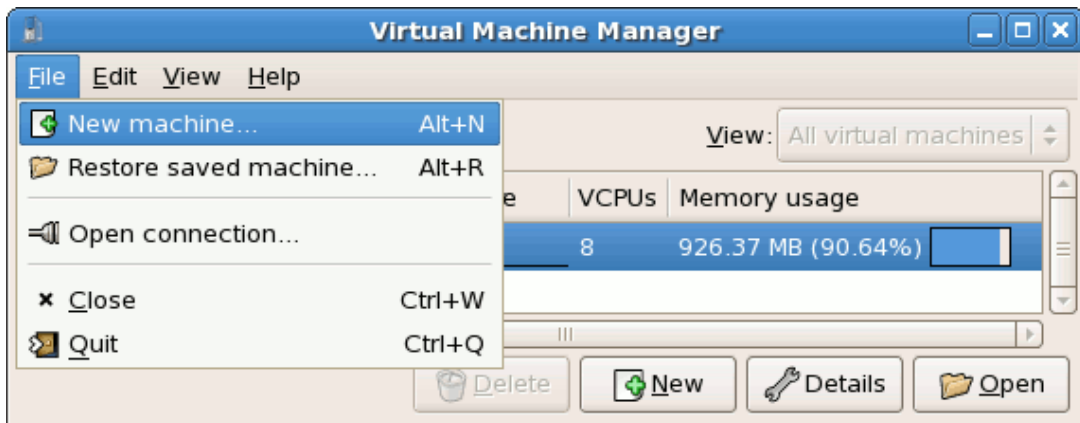 Virtual Machine Manager
File Edit View Help
New machine... Alt+N
View: All virtual machines
Restore saved machine... Alt+R
e VCPUs Memory usage
Open connection...
8 926.37 MB (90.64%)
Close Ctrl+W
Quit Ctrl+Q
Delete New Details Open